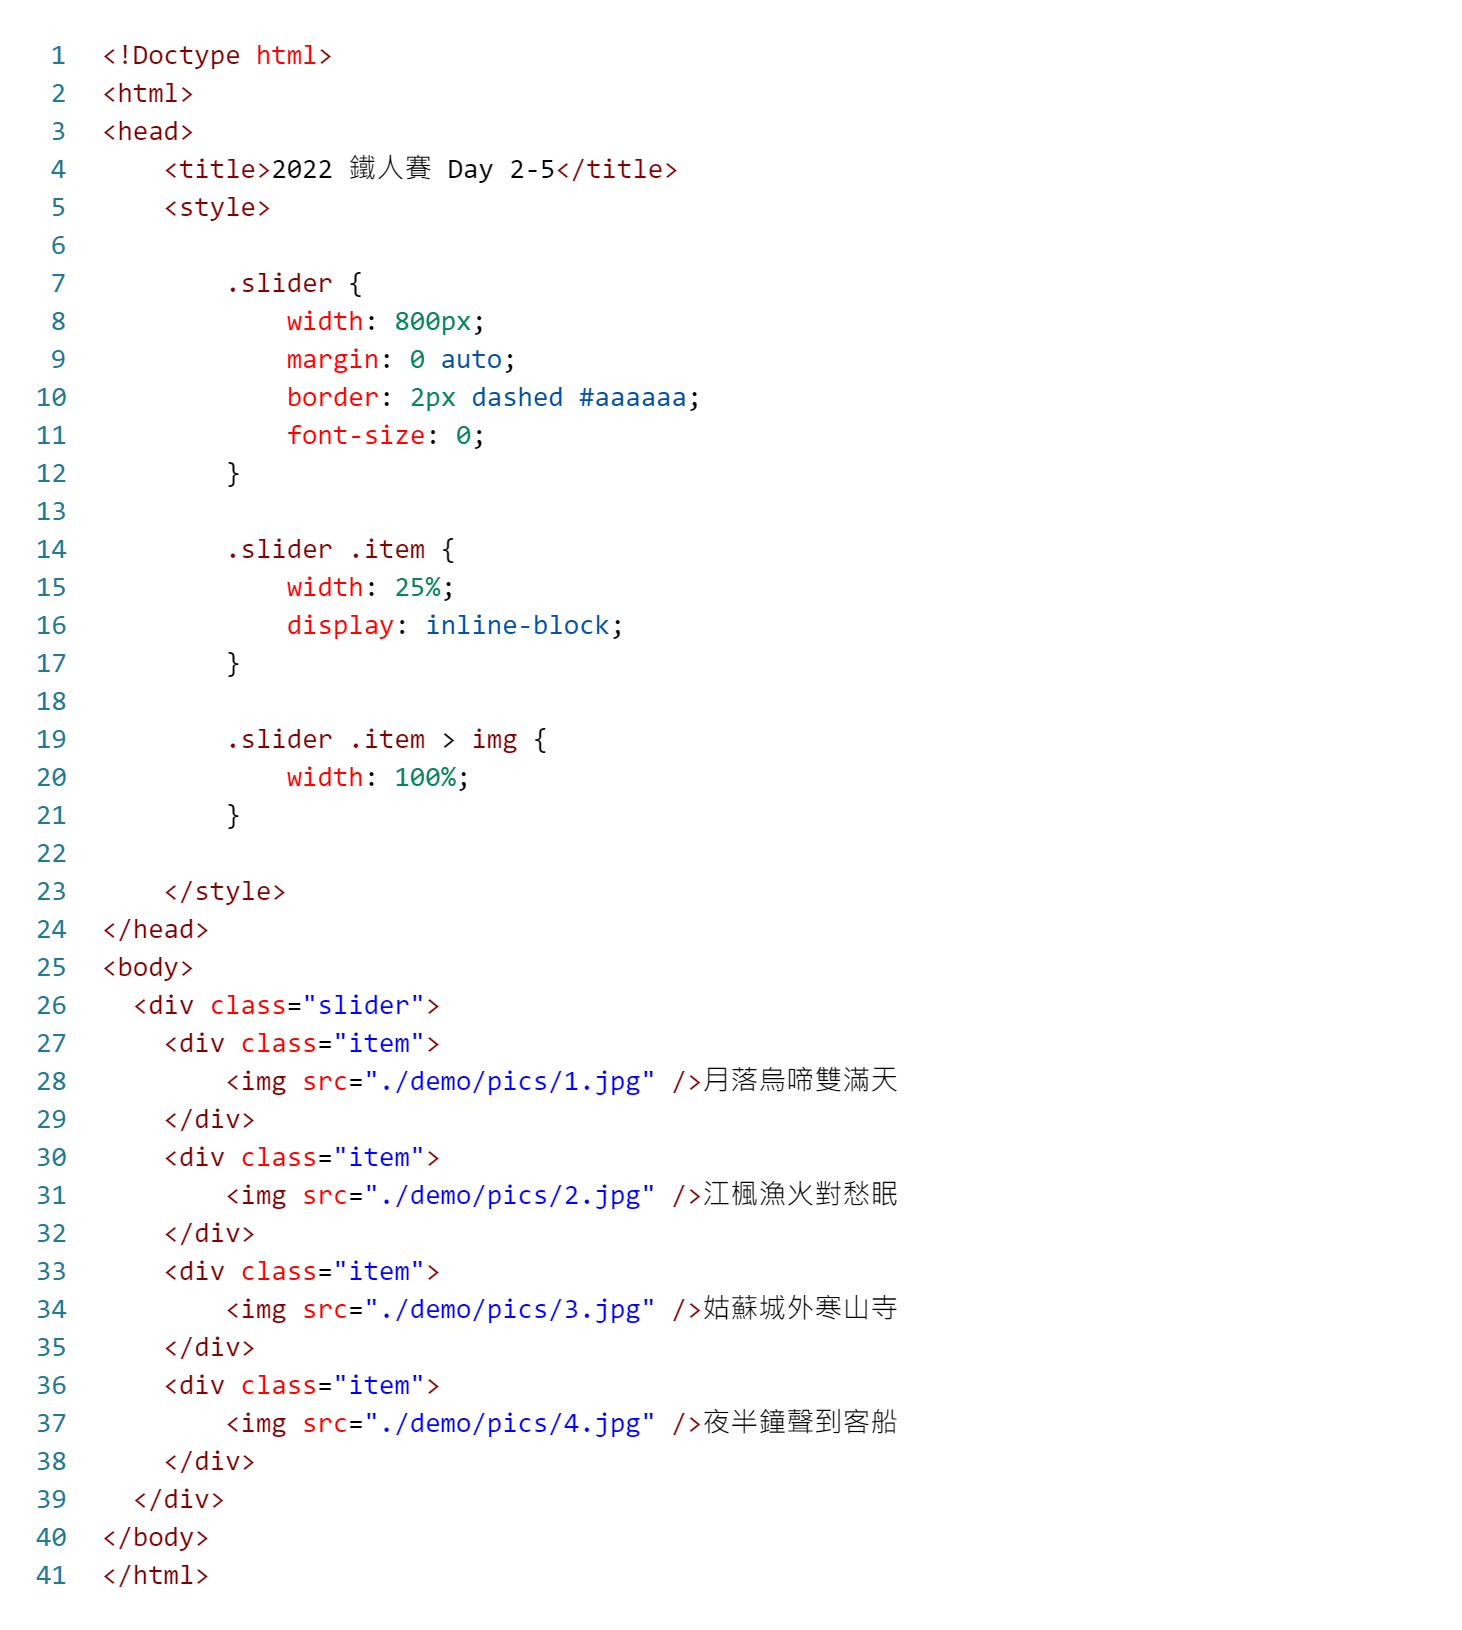 1 <!Doctype html>
2 <html>
3 <head>
4     <title>2022 鐵人賽 Day 2-5</title>
5     <style>
6
7         .slider {
8             width: 800px;
9             margin: 0 auto;
10             border: 2px dashed #aaaaaa;
11             font-size: 0;
12         }
13
14         .slider .item {
15             width: 25%;
16             display: inline-block;
17         }
18
19         .slider .item > img {
20             width: 100%;
21         }
22
23     </style>
24 </head>
25 <body>
26   <div class="slider">
27     <div class="item">
28         <img src="./demo/pics/1.jpg" />月落烏啼雙滿天
29     </div>
30     <div class="item">
31         <img src="./demo/pics/2.jpg" />江楓漁火對愁眠
32     </div>
33     <div class="item">
34         <img src="./demo/pics/3.jpg" />姑蘇城外寒山寺
35     </div>
36     <div class="item">
37         <img src="./demo/pics/4.jpg" />夜半鐘聲到客船
38     </div>
39   </div>
40 </body>
41 </html>